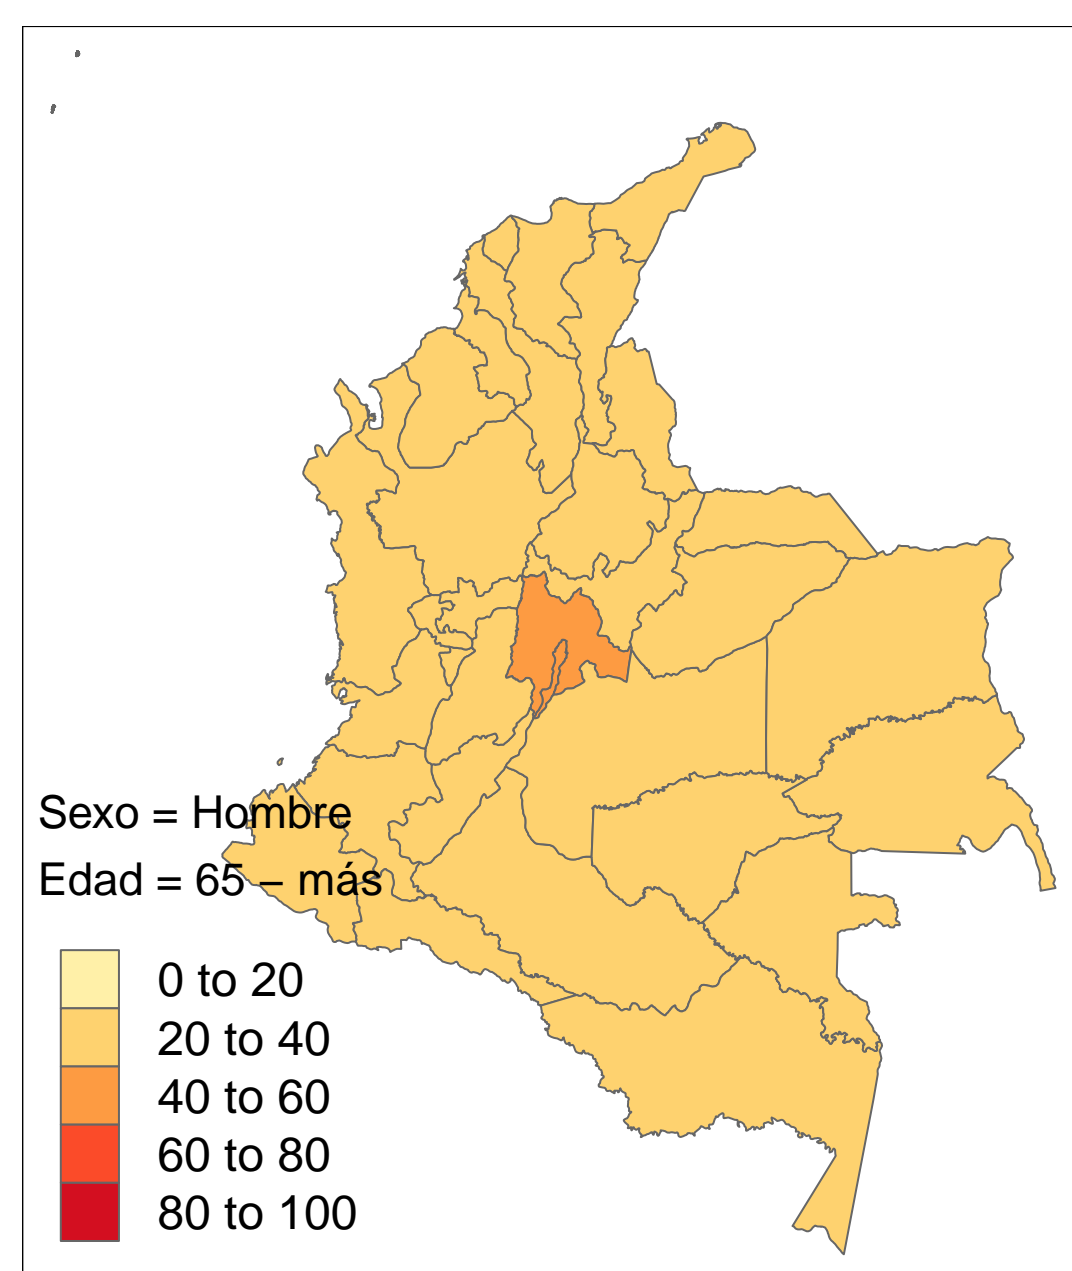 Sexo = Hombre
Edad = 65 – más
0 to 20
20 to 40
40 to 60
60 to 80
80 to 100